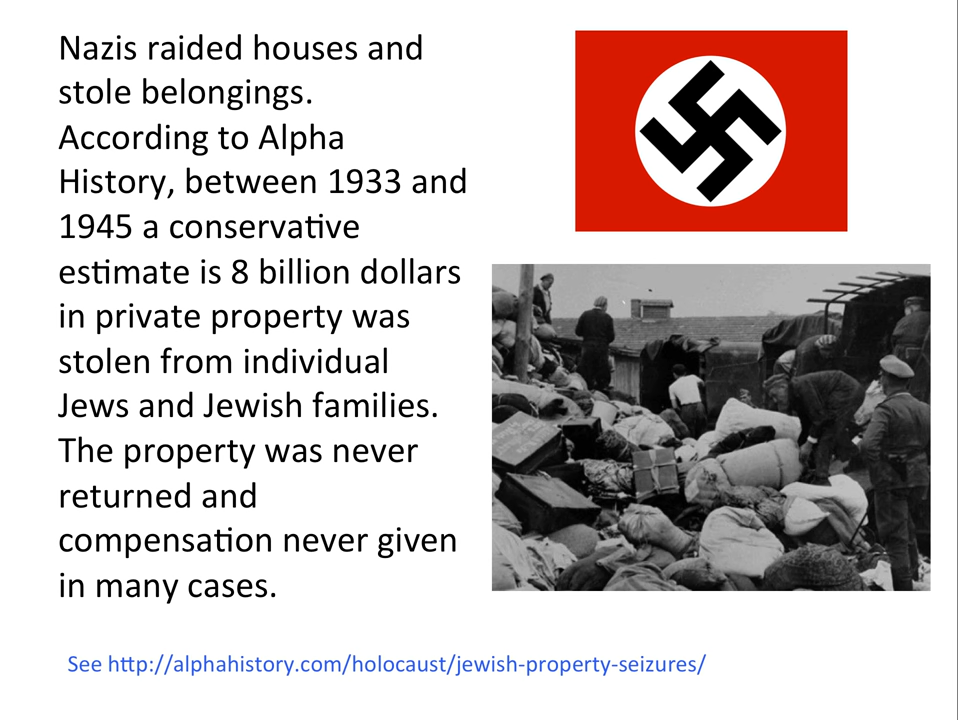 Nazis raided houses and
stole belongings.
According to Alpha
History, between 1933 and
1945 a conservative
estimate is 8 billion dollars
in private property was
stolen from individual
Jews and Jewish families.
The property was never
returned and
compensation never given
in many cases.
See http://alphahistory.com/holocaust/jewish-property-seizures/